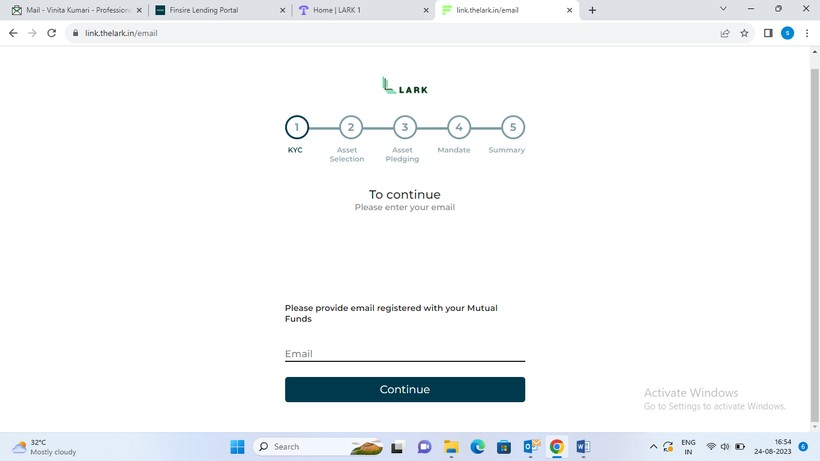 Mail - Vinita Kumari - Profession
Finsire Lending Portal
Home | LARK 1
link.thelark.in/email
link.thelark.in/email
S
LARK
1
2
3
4
5
KYC
Asset
Selection
Asset
Pledging
Mandate
Summary
To continue
Please enter your email
Please provide email registered with your Mutual
Funds
Email
Continue
Activate Windows
Go to Settings to activate Windows.
32°C
Mostly cloudy
Search
ENG
IN
16:54
24-08-2023
6